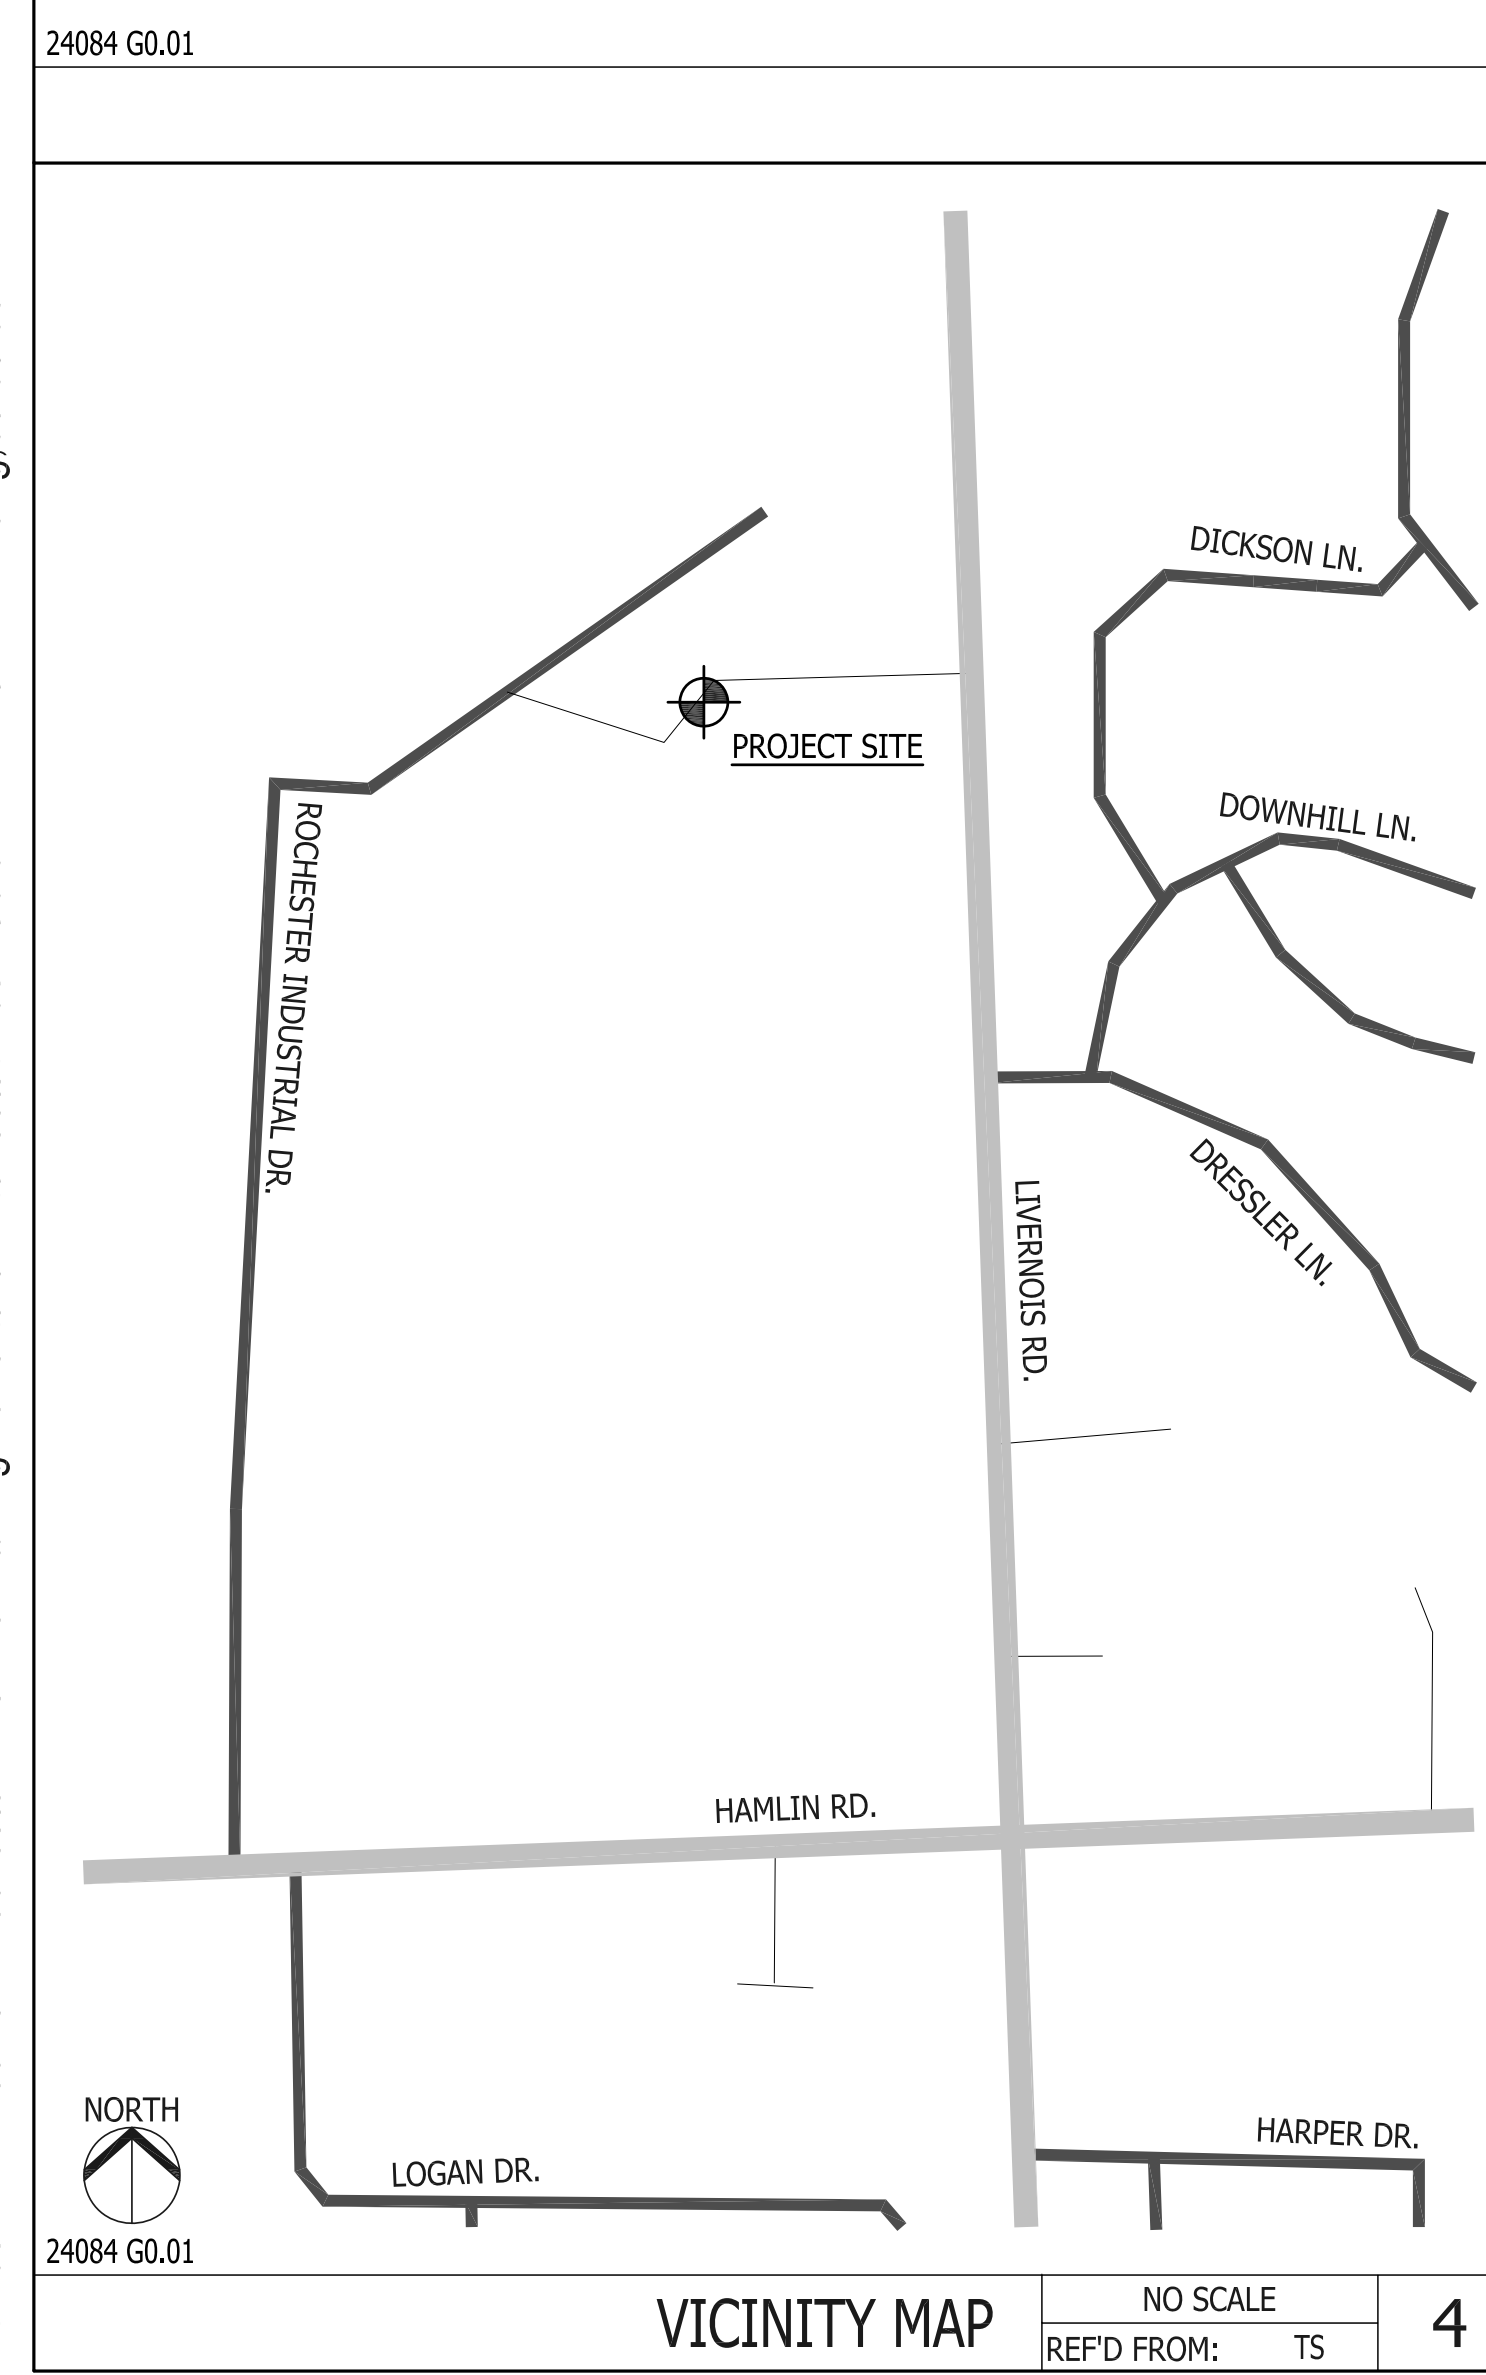 24084 G0.01
DICKSON LN.
PROJECT SITE
DOWNHILL LN.
ROCHESTER INDUSTRIAL DR.
DRESSLER LN.
LIVERNOIS RD.
HAMLIN RD.
NORTH
HARPER DR.
LOGAN DR.
24084 G0.01
VICINITY MAP
NO SCALE
REF'D FROM: TS
4